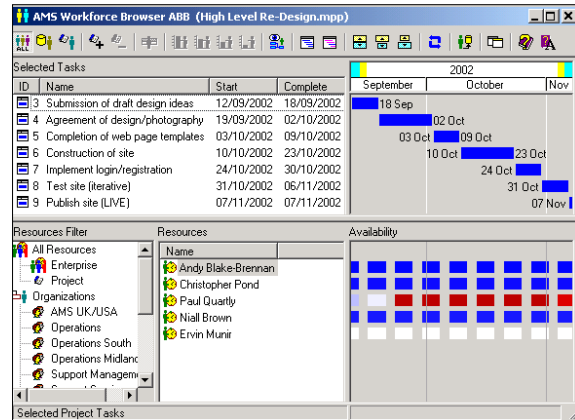 AMS Workforce Browser ABB (High Level Re-Design.mpp)
ALL
Selected Tasks
2002
ID Name Start Complete September October Nov
3 Submission of draft design ideas 12/09/2002 18/09/2002 18 Sep
4 Agreement of design/photography 19/09/2002 02/10/2002 02 Oct
5 Completion of web page templates 03/10/2002 09/10/2002 03 Oct 09 Oct
6 Construction of site 10/10/2002 23/10/2002 10 Oct 23 Oct
7 Implement login/registration 24/10/2002 30/10/2002 24 Oct
8 Test site (iterative) 31/10/2002 06/11/2002 31 Oct
9 Publish site (LIVE) 07/11/2002 07/11/2002 07 Nov
Resources Filter Resources Availability
All Resources
Enterprise
Project
Organizations
AMS UK/USA
Operations
Operations South
Operations Midlanc
Support Managem
Name
Andy Blake-Brennan
Christopher Pond
Paul Quartly
Niall Brown
Ervin Munir
Selected Project Tasks